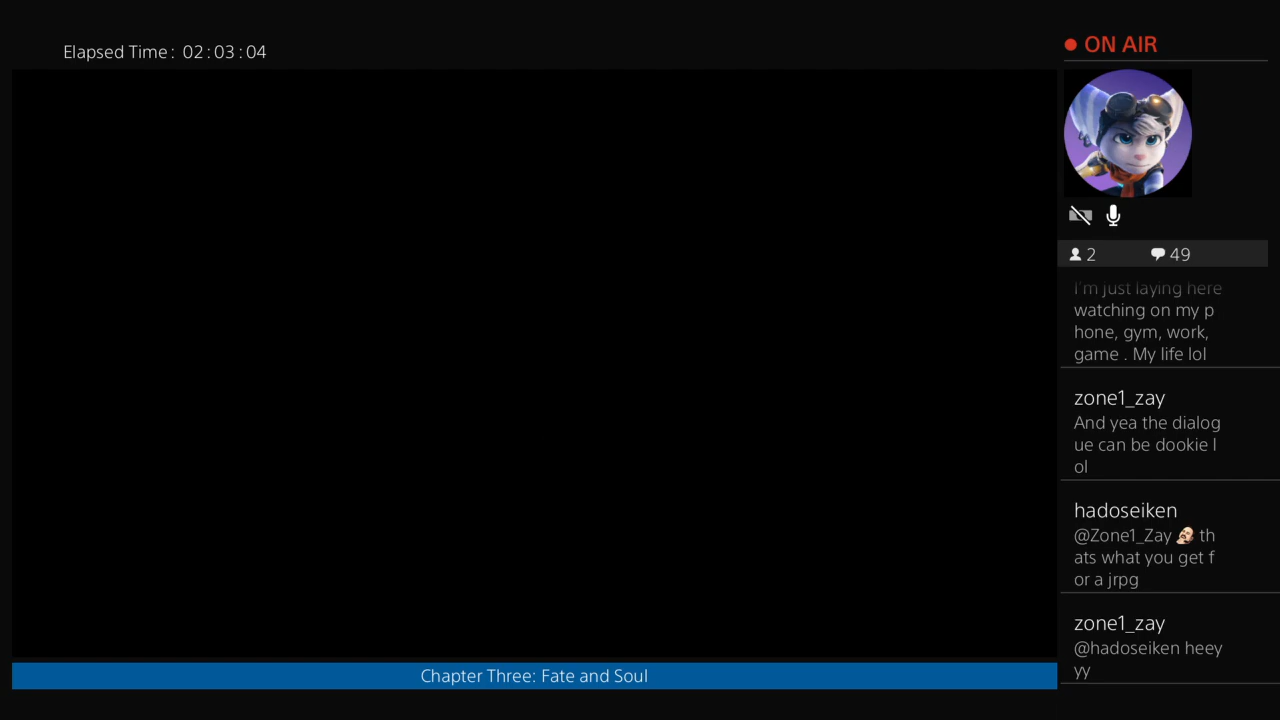 Elapsed Time: 02:03:04
ON AIR
2
49
I'm just laying here
watching on my p
hone, gym, work,
game . My life lol
zone1_zay
And yea the dialog
ue can be dookie l
ol
hadoseiken
@Zone1_Zay th
ats what you get f
or a jrpg
zone1_zay
@hadoseiken heey
yy
Chapter Three: Fate and Soul